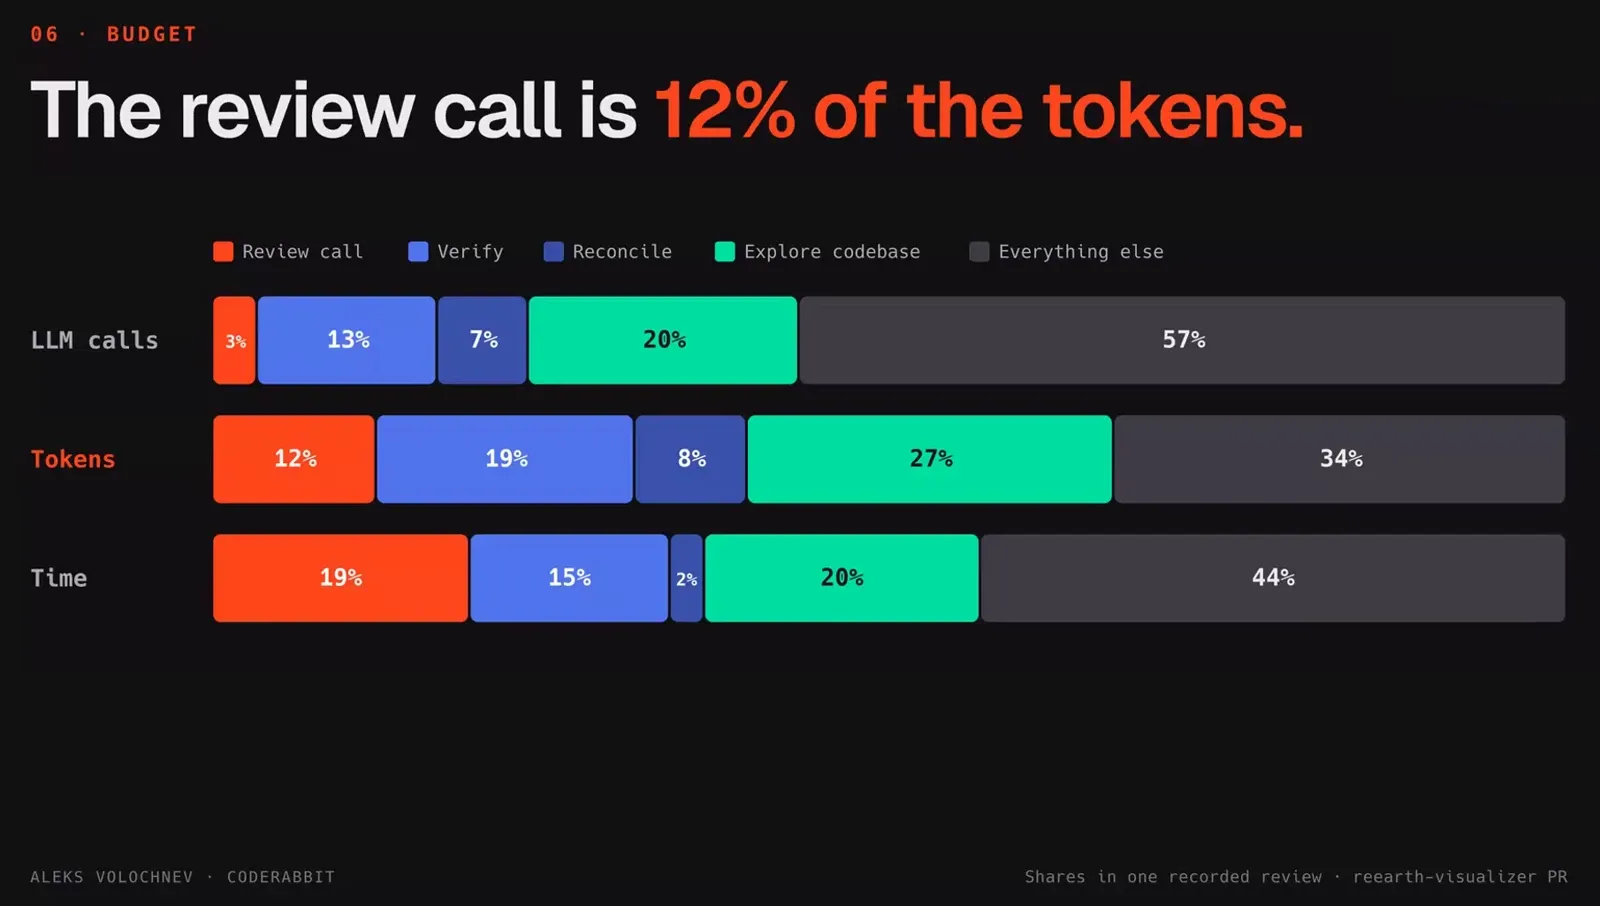 06 · BUDGET
The review call is 12% of the tokens.
Review call Verify Reconcile Explore codebase Everything else
LLM calls 3% 13% 7% 20% 57%
Tokens 12% 19% 8% 27% 34%
Time 19% 15% 2% 20% 44%
ALEKS VOLOCHNEV · CODERABBIT
Shares in one recorded review · reearth-visualizer PR